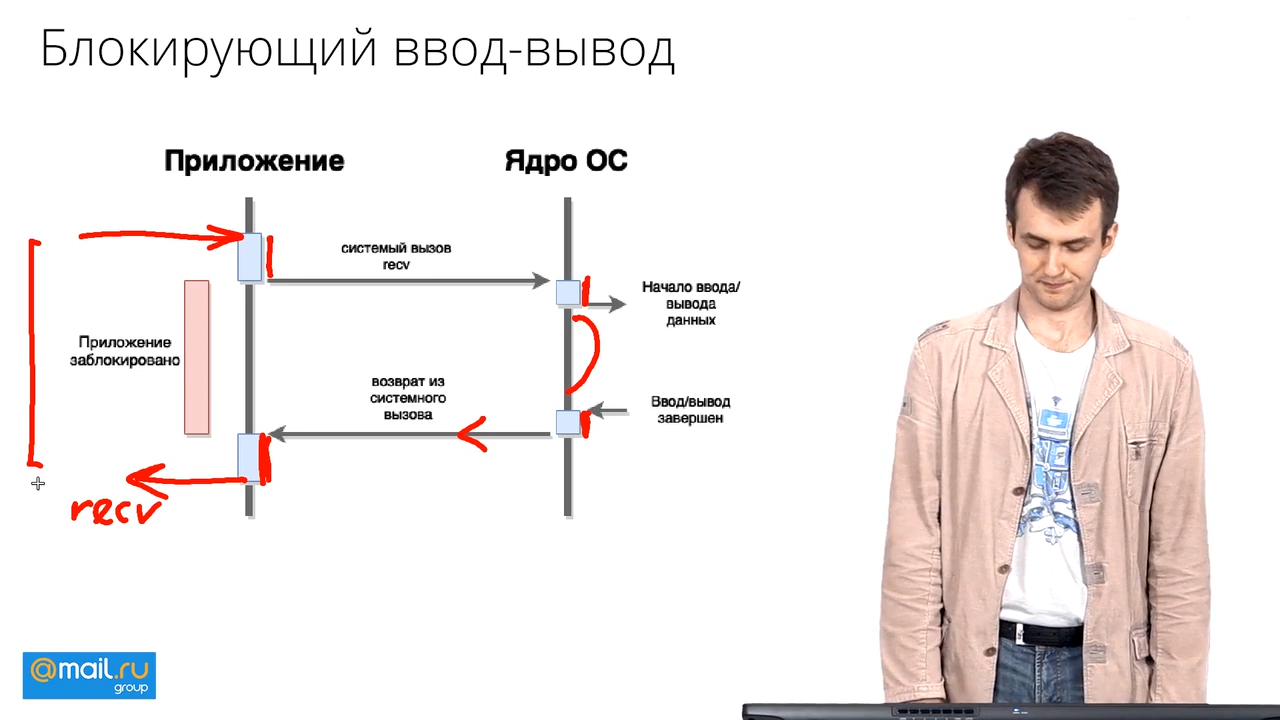 Блокирующий ввод-вывод
Приложение
Ядро ОС
системый вызов
recv
Начало ввода/
вывода
данных
Приложение
заблокировано
возврат из
системного
вызова
Ввод/вывод
завершен
recv
@mail.ru
group